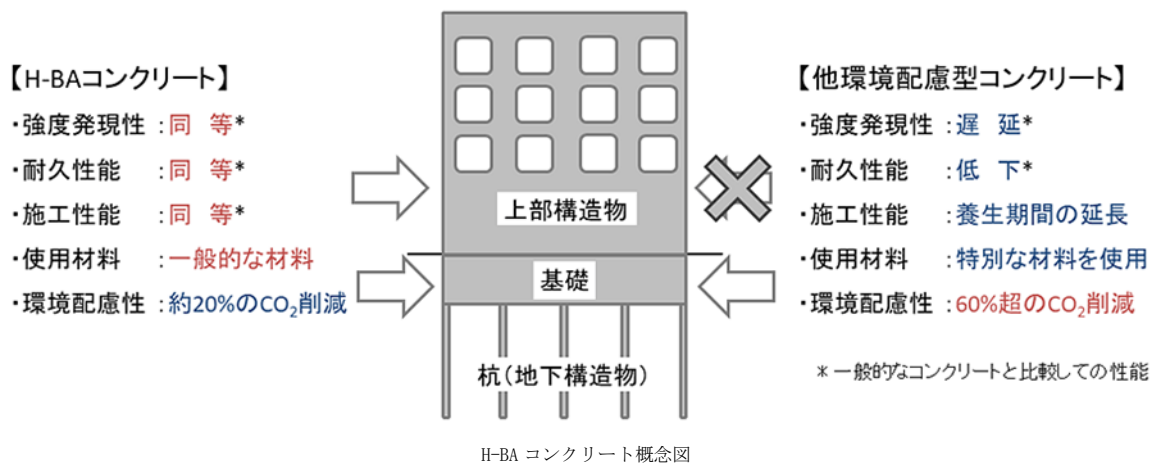 【H-BAコンクリート】
・強度発現性：同 等*
・耐久性能：同 等*
・施工性能：同 等*
・使用材料：一般的な材料
・環境配慮性：約20%のCO₂削減
上部構造物
基礎
杭(地下構造物)
【他環境配慮型コンクリート】
・強度発現性：遅 延*
・耐久性能：低 下*
・施工性能：養生期間の延長
・使用材料：特別な材料を使用
・環境配慮性：60%超のCO₂削減
*一般的なコンクリートと比較しての性能
H-BA コンクリート概念図